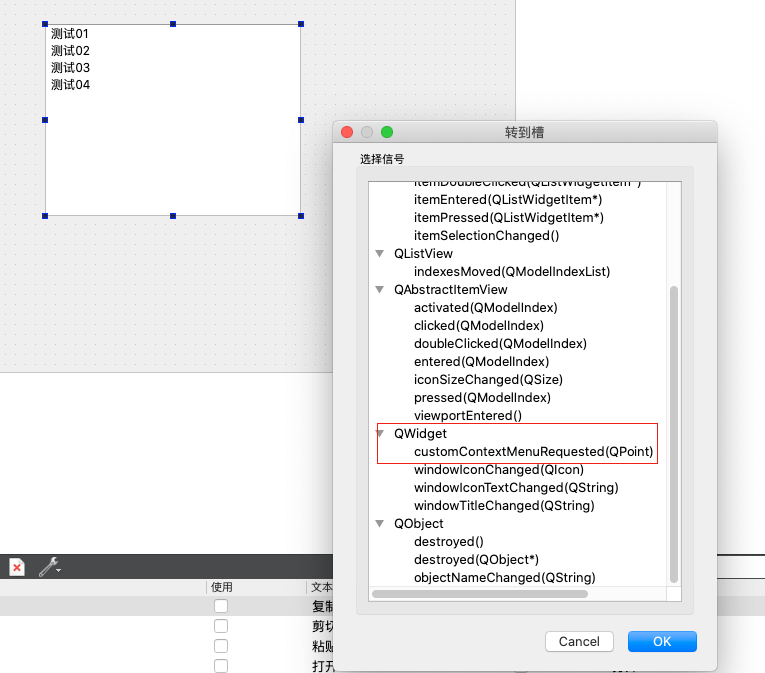 测试01
测试02
测试03
测试04
转到槽
选择信号
itemDoubleClicked(QListWidgetItem*)
itemEntered(QListWidgetItem*)
itemPressed(QListWidgetItem*)
itemSelectionChanged()
QListView
indexesMoved(QModelIndexList)
QAbstractItemView
activated(QModelIndex)
clicked(QModelIndex)
doubleClicked(QModelIndex)
entered(QModelIndex)
iconSizeChanged(QSize)
pressed(QModelIndex)
viewportEntered()
QWidget
customContextMenuRequested(QPoint)
windowIconChanged(QIcon)
windowIconTextChanged(QString)
windowTitleChanged(QString)
QObject
destroyed()
destroyed(QObject*)
objectNameChanged(QString)
使用 文本
复制
剪切
粘贴
打开
Cancel OK